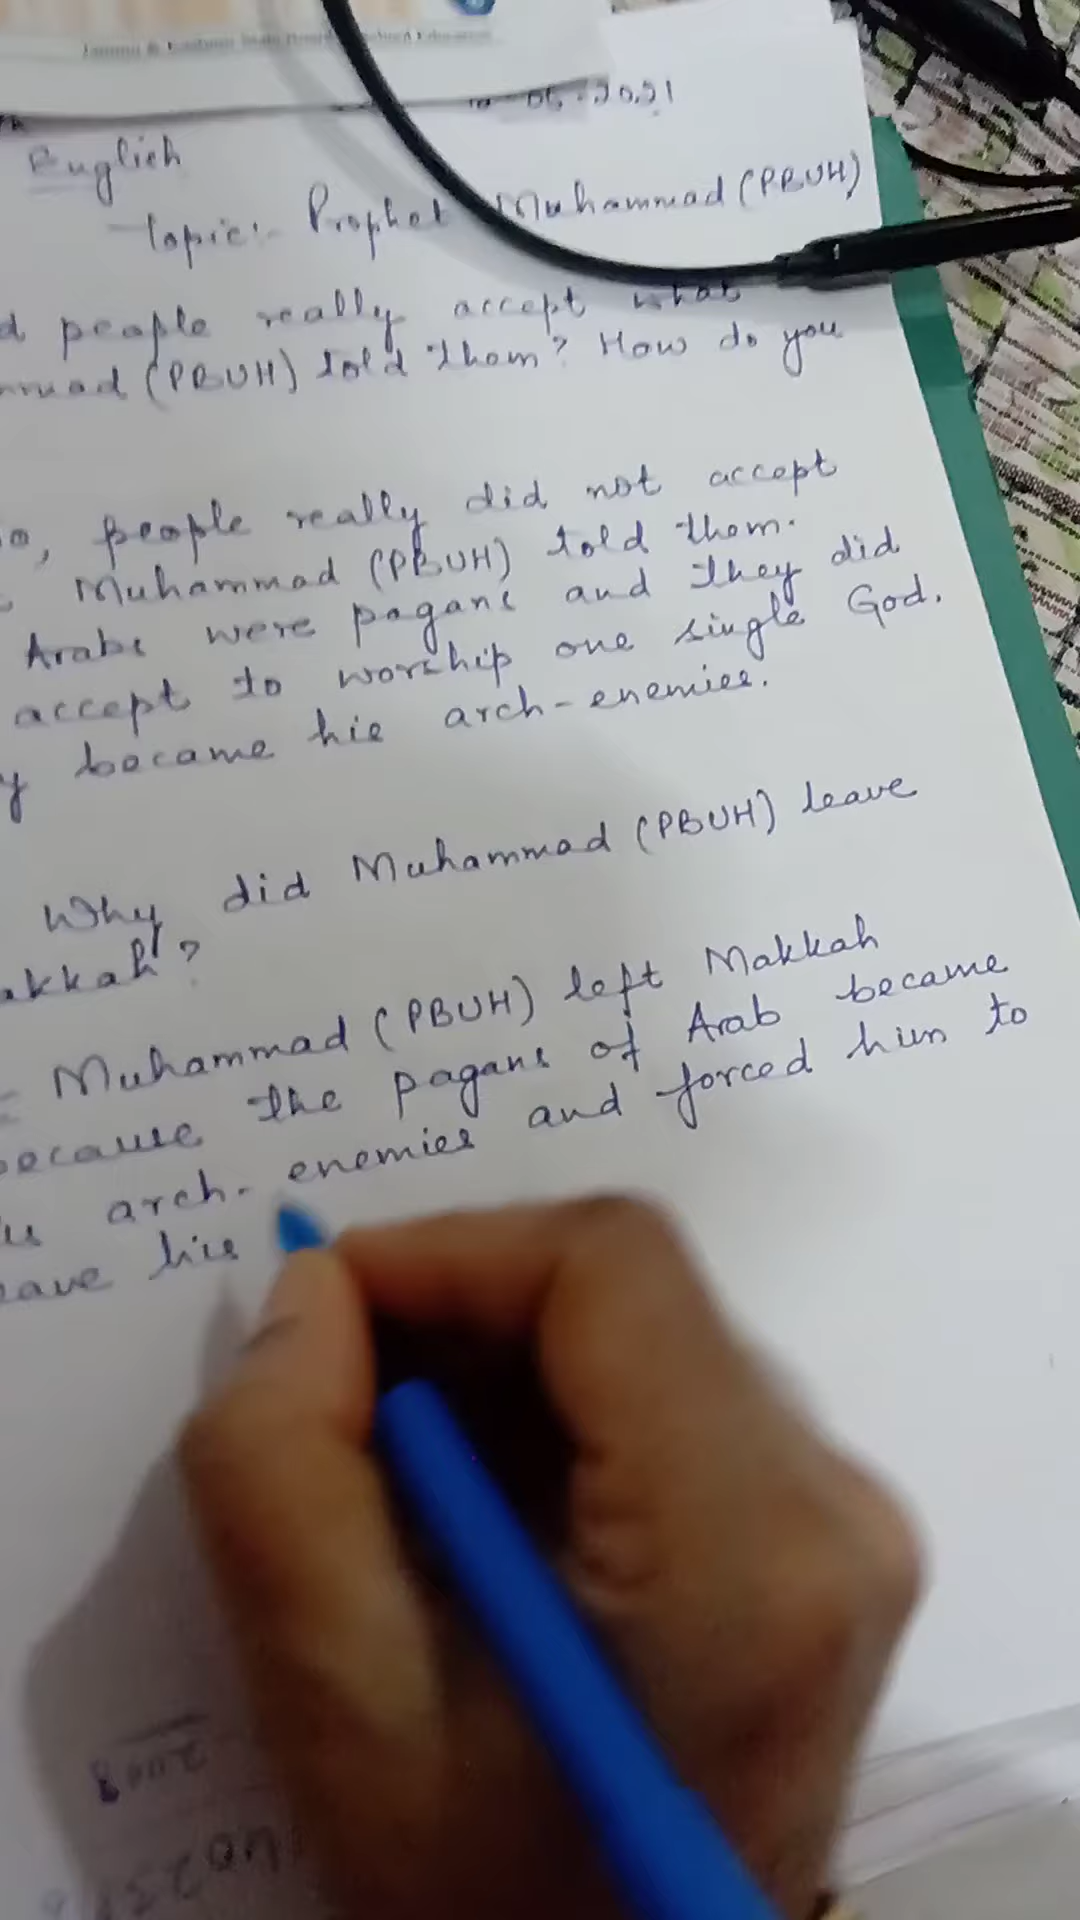 05-2021
English
Topic:- Prophet Muhammad (PBUH)
people really accept what
(PBUH) told them? How do you
people really did not accept
Muhammad (PBUH) told them.
Arabs were pagans and they did
accept to worship one single God.
became his arch-enemies.
Why did Muhammad (PBUH) leave
akkah?
Muhammad (PBUH) left Makkah
because the pagans of Arab became
arch-enemies and forced him to
eave his